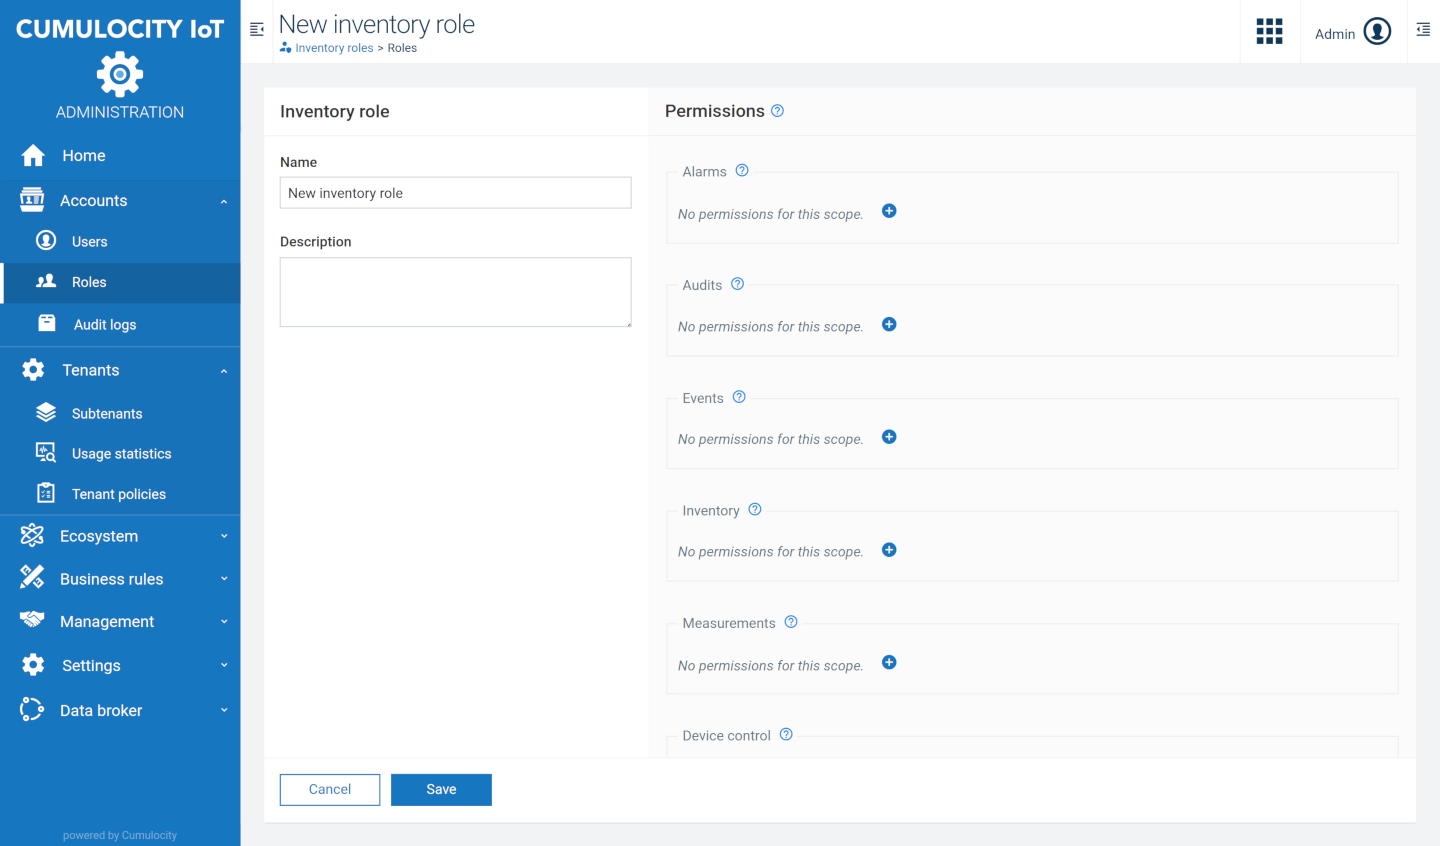 CUMULOCITY IoT
ADMINISTRATION
Home
Accounts
Users
Roles
Audit logs
Tenants
Subtenants
Usage statistics
Tenant policies
Ecosystem
Business rules
Management
Settings
Data broker
powered by Cumulocity
New inventory role
Inventory roles > Roles
Admin
Inventory role
Name
New inventory role
Description
Permissions
Alarms
No permissions for this scope.
Audits
No permissions for this scope.
Events
No permissions for this scope.
Inventory
No permissions for this scope.
Measurements
No permissions for this scope.
Device control
Cancel
Save